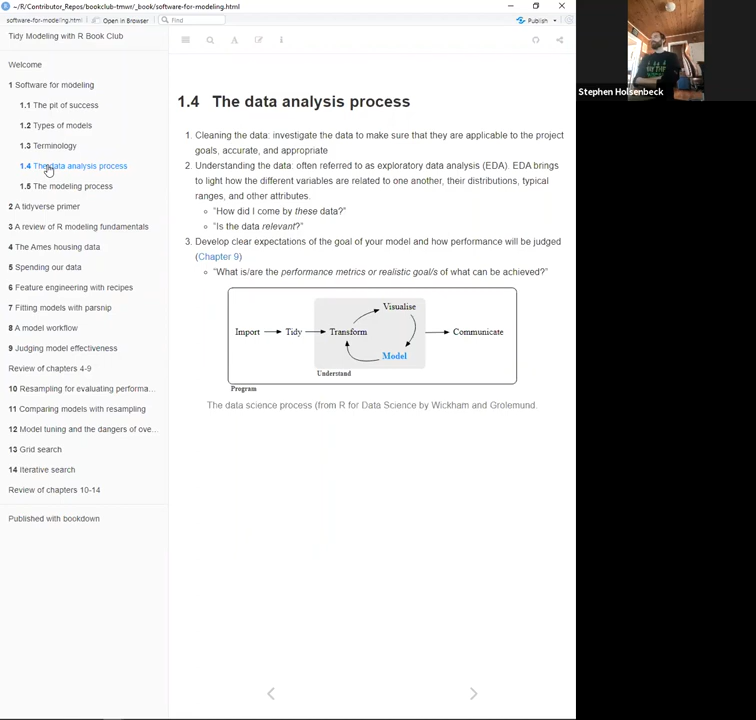 ~/R/Contributor_Repos/bookclub-tmwr/_book/software-for-modeling.html
software-for-modeling.html
Open in Browser
Find
Publish
Tidy Modeling with R Book Club
Welcome
1 Software for modeling
1.1 The pit of success
1.2 Types of models
1.3 Terminology
1.4 The data analysis process
1.5 The modeling process
2 A tidyverse primer
3 A review of R modeling fundamentals
4 The Ames housing data
5 Spending our data
6 Feature engineering with recipes
7 Fitting models with parsnip
8 A model workflow
9 Judging model effectiveness
Review of chapters 4-9
10 Resampling for evaluating performa...
11 Comparing models with resampling
12 Model tuning and the dangers of ove...
13 Grid search
14 Iterative search
Review of chapters 10-14
Published with bookdown
1.4 The data analysis process
1. Cleaning the data: investigate the data to make sure that they are applicable to the project
goals, accurate, and appropriate
2. Understanding the data: often referred to as exploratory data analysis (EDA). EDA brings
to light how the different variables are related to one another, their distributions, typical
ranges, and other attributes.
"How did I come by these data?"
"Is the data relevant?"
3. Develop clear expectations of the goal of your model and how performance will be judged
(Chapter 9)
"What is/are the performance metrics or realistic goal/s of what can be achieved?"
Visualise
Import
Tidy
Transform
Communicate
Model
Understand
Program
The data science process (from R for Data Science by Wickham and Grolemund.
Stephen Holsenbeck